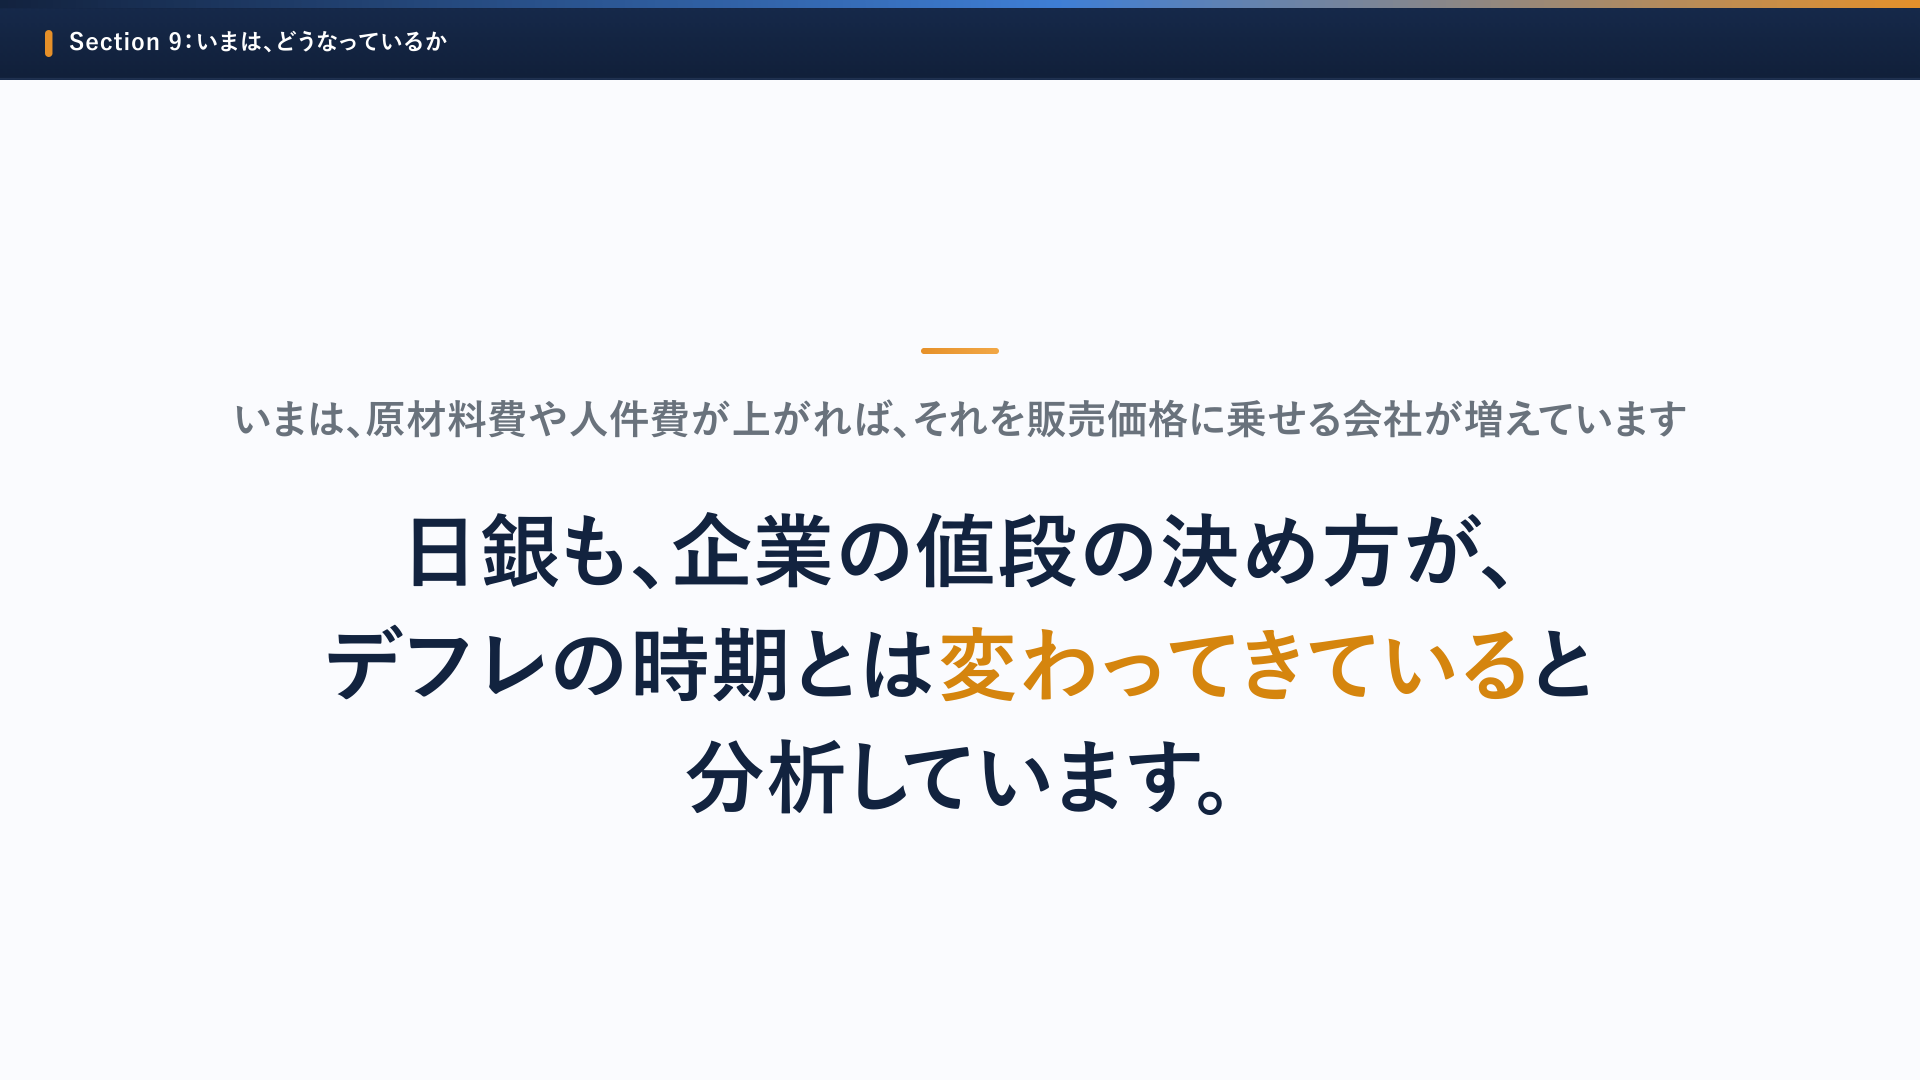 Section 9：いまは、どうなっているか
いまは、原材料費や人件費が上がれば、それを販売価格に乗せる会社が増えています
日銀も、企業の値段の決め方が、
デフレの時期とは変わってきていると
分析しています。